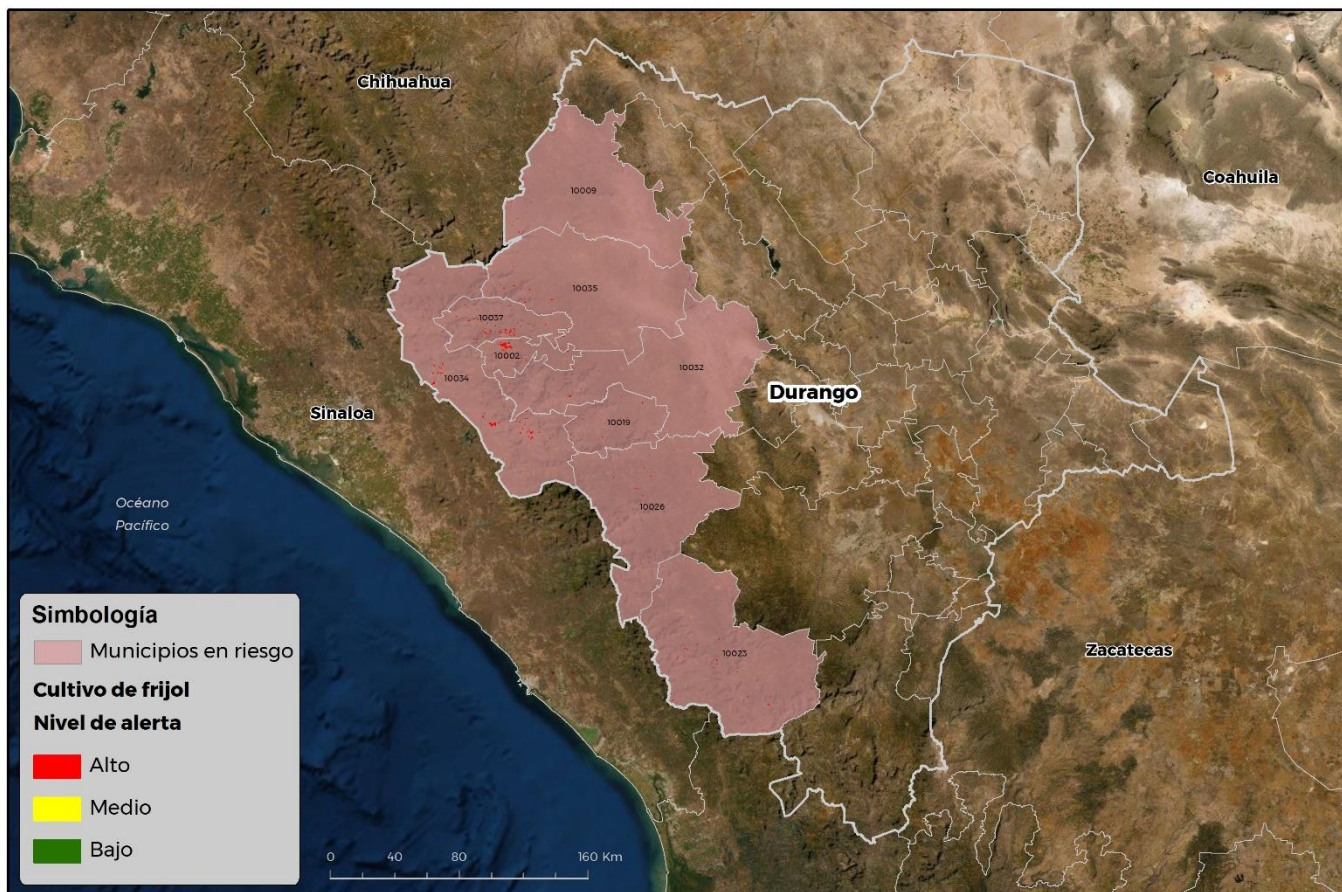 Chihuahua
Coahuila
10009
10035
10037
10002
10034
10032
Durango
Sinaloa
10019
Océano
Pacífico
10026
10023
Zacatecas
Simbología
Municipios en riesgo
Cultivo de frijol
Nivel de alerta
Alto
Medio
Bajo
0 40 80 160 Km